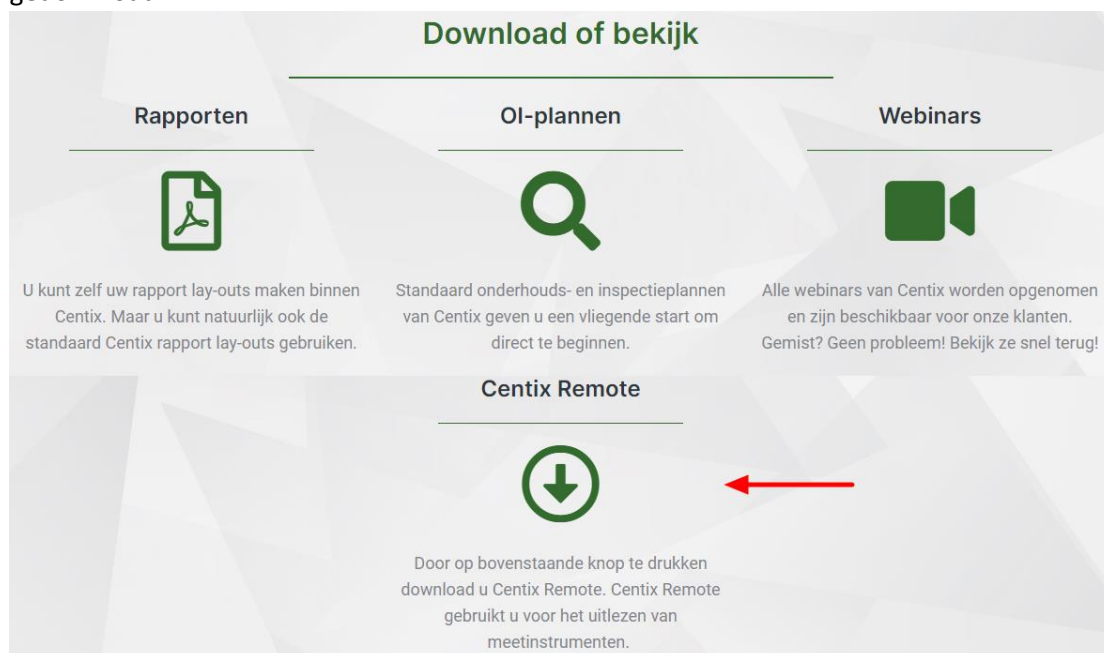 Download of bekijk
Rapporten
U kunt zelf uw rapport lay-outs maken binnen
Centix. Maar u kunt natuurlijk ook de
standaard Centix rapport lay-outs gebruiken.
OI-plannen
Standaard onderhouds- en inspectieplannen
van Centix geven u een vliegende start om
direct te beginnen.
Webinars
Alle webinars van Centix worden opgenomen
en zijn beschikbaar voor onze klanten.
Gemist? Geen probleem! Bekijk ze snel terug!
Centix Remote
Door op bovenstaande knop te drukken
download u Centix Remote. Centix Remote
gebruikt u voor het uitlezen van
meetinstrumenten.